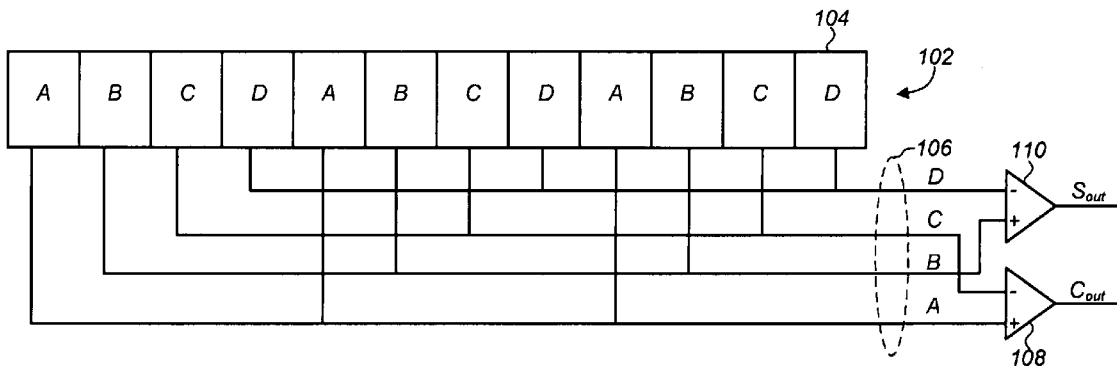 104
102
A B C D A B C D A B C D
106
110
D
- S_out
C
+
B
- C_out
A
+
108